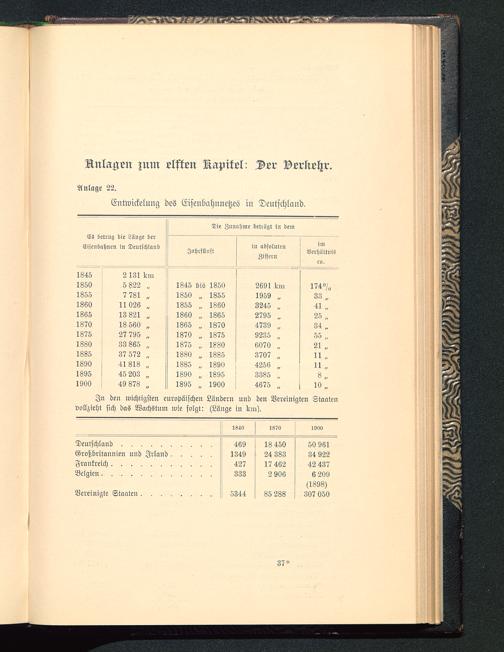 Anlagen zum elften Kapitel: Der Verkehr.
Anlage 22.
Entwickelung des Eisenbahnnetzes in Deutschland.
Es betrug die Länge der Eisenbahnen in Deutschland
Die Zunahme beträgt in dem
Jahrfünft
in absoluten Ziffern
im Verhältnis co.
1845 2 131 km
1850 5 822 „ 1845 bis 1850 2691 km 174 %
1855 7 781 „ 1850 „ 1855 1959 „ 33 „
1860 11 026 „ 1855 „ 1860 3245 „ 41 „
1865 13 821 „ 1860 „ 1865 2795 „ 25 „
1870 18 560 „ 1865 „ 1870 4739 „ 34 „
1875 27 795 „ 1870 „ 1875 9235 „ 55 „
1880 33 865 „ 1875 „ 1880 6070 „ 21 „
1885 37 572 „ 1880 „ 1885 3707 „ 11 „
1890 41 818 „ 1885 „ 1890 4256 „ 11 „
1895 45 203 „ 1890 „ 1895 3385 „ 8 „
1900 49 878 „ 1895 „ 1900 4675 „ 10 „
In den wichtigsten europäischen Ländern und den Vereinigten Staaten
vollzieht sich das Wachstum wie folgt: (Länge in km).
1840 1870 1900
Deutschland . . . . . . . . . . . 469 18 450 50 961
Großbritannien und Irland . . . . . 1349 24 383 34 922
Frankreich . . . . . . . . . . . . 427 17 462 42 437
Belgien . . . . . . . . . . . . . 333 2 906 6 209
(1898)
Vereinigte Staaten . . . . . . . . 5344 85 288 307 050
37*